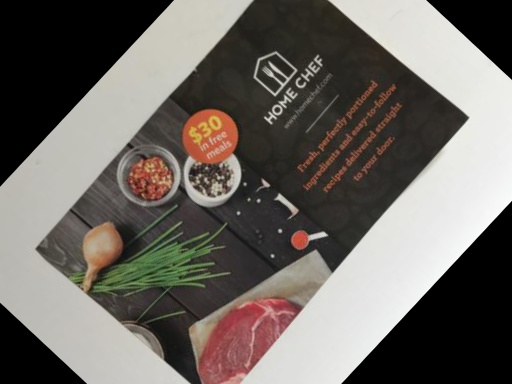 HOME CHEF
www.homechef.com
Fresh, perfectly portioned
ingredients and easy-to-follow
recipes delivered straight
to your door.
$30
in free
meals